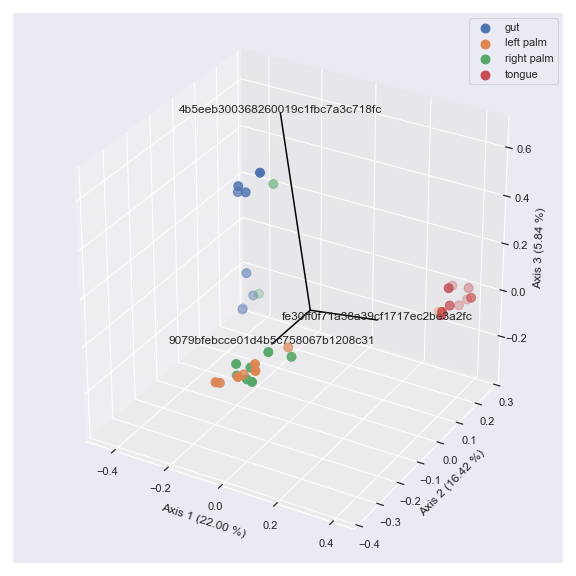 gut
left palm
right palm
tongue
4b5eeb300368260019c1fbc7a3c718fc
fe30ff0f71a38a39cf1717ec2be3a2fc
9079bfebcce01d4b5c758067b1208c31
0.6
0.4
0.2
0.0
−0.2
Axis 3 (5.84 %)
0.3
0.2
0.1
0.0
−0.1
−0.2
−0.3
−0.4
Axis 2 (16.42 %)
−0.4
−0.2
0.0
0.2
0.4
Axis 1 (22.00 %)